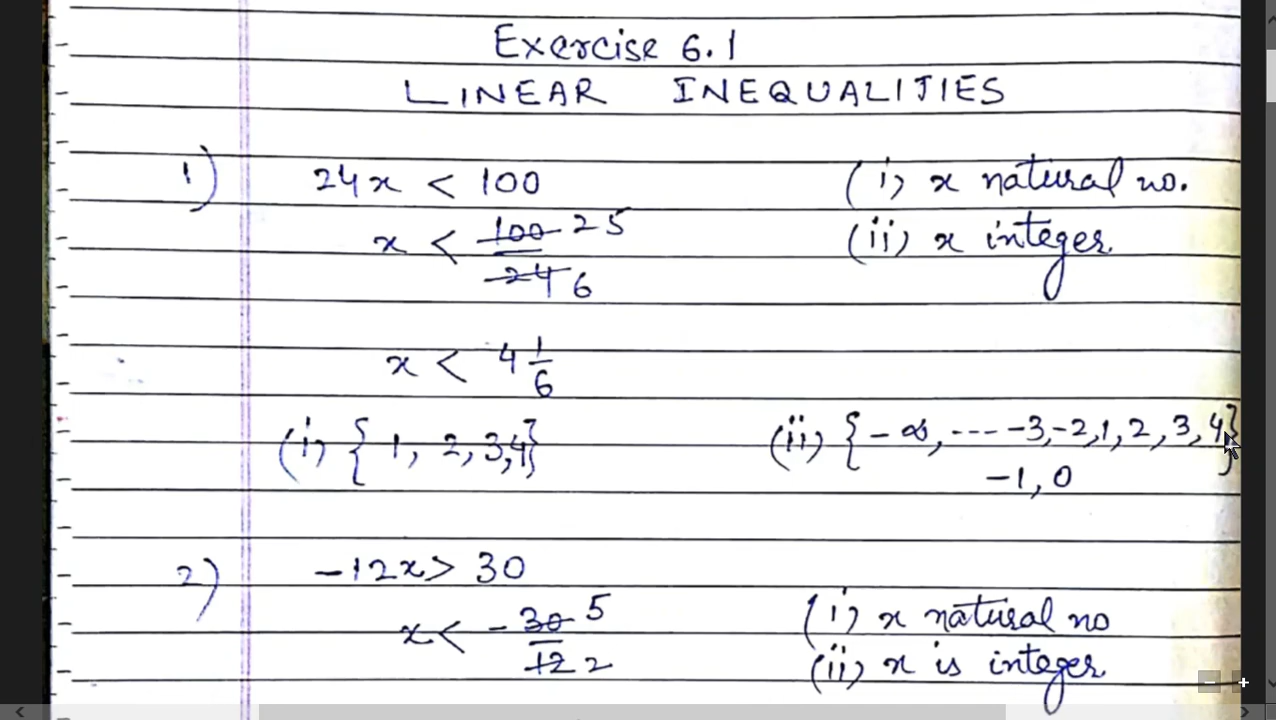 Exercise 6.1
LINEAR INEQUALITIES
1) 24x < 100 (i) x natural no.
x < 100/24 25/6 (ii) x integer
x < 4 1/6
(i) {1, 2, 3, 4} (ii) {-∞, ---- -3, -2, 1, 2, 3, 4}
-1, 0
2) -12x > 30
x < -30/12 5/2 (i) x natural no
(ii) x is integer